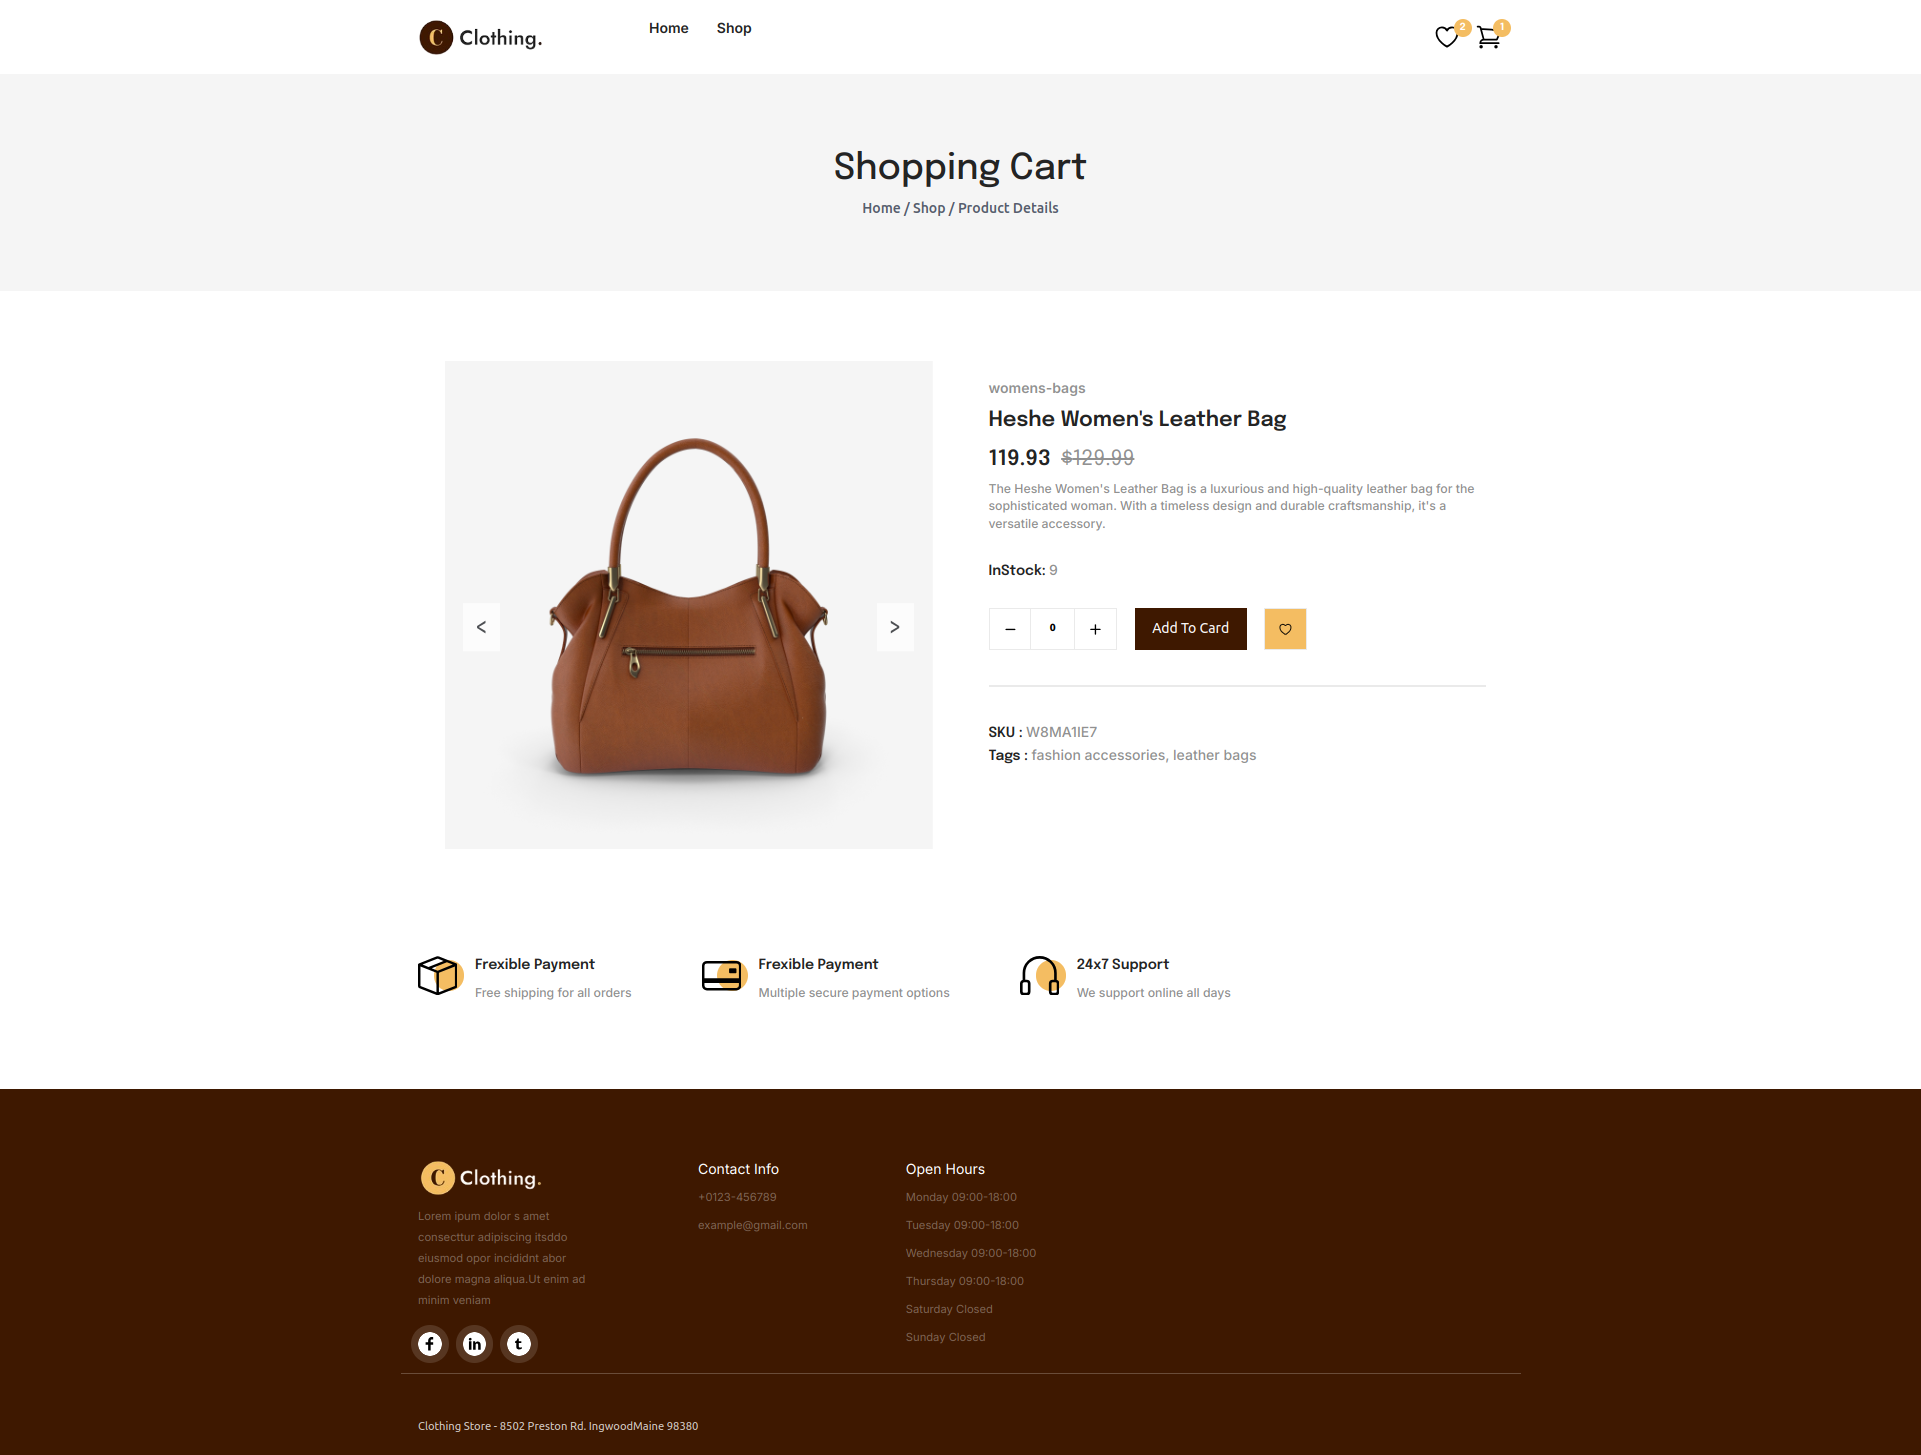 C Clothing.
Home Shop
2 1
Shopping Cart
Home / Shop / Product Details
womens-bags
Heshe Women's Leather Bag
119.93 $129.99
The Heshe Women's Leather Bag is a luxurious and high-quality leather bag for the
sophisticated woman. With a timeless design and durable craftsmanship, it's a
versatile accessory.
InStock: 9
< >
− 0 + Add To Card
SKU : W8MA1IE7
Tags : fashion accessories, leather bags
Frexible Payment
Free shipping for all orders
Frexible Payment
Multiple secure payment options
24x7 Support
We support online all days
C Clothing.
Lorem ipum dolor s amet
consecttur adipiscing itsddo
eiusmod opor incididnt abor
dolore magna aliqua.Ut enim ad
minim veniam
f in t
Contact Info
+0123-456789
example@gmail.com
Open Hours
Monday 09:00-18:00
Tuesday 09:00-18:00
Wednesday 09:00-18:00
Thursday 09:00-18:00
Saturday Closed
Sunday Closed
Clothing Store - 8502 Preston Rd. IngwoodMaine 98380